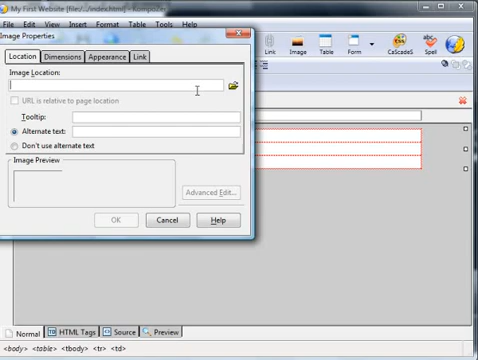 My First Website [file:/.../index.html] - KompoZer
File Edit View Insert Format Table Tools Help
Image Properties
Link Image Table Form CaScadeS Spell
Location Dimensions Appearance Link
Image Location:
URL is relative to page location
Tooltip:
Alternate text:
Don't use alternate text
Image Preview
Advanced Edit...
OK Cancel Help
Normal HTML Tags Source Preview
<body> <table> <tbody> <tr> <td>